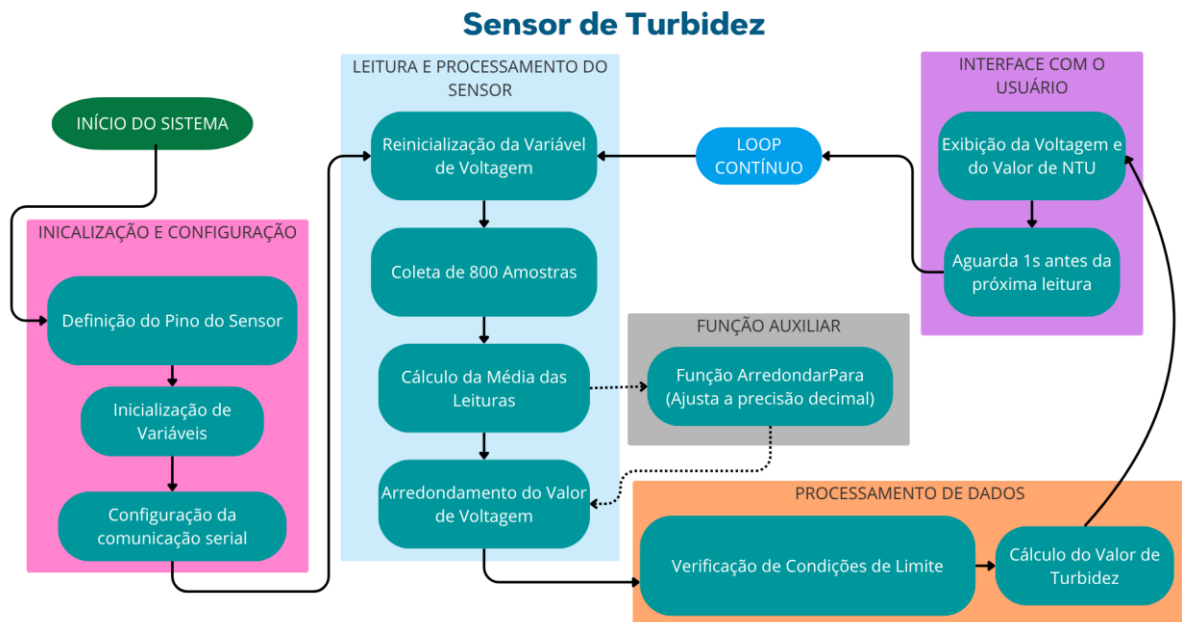 Sensor de Turbidez
INÍCIO DO SISTEMA
INICALIZAÇÃO E CONFIGURAÇÃO
Definição do Pino do Sensor
Inicialização de
Variáveis
Configuração da
comunicação serial
LEITURA E PROCESSAMENTO DO
SENSOR
Reinicialização da Variável
de Voltagem
Coleta de 800 Amostras
Cálculo da Média das
Leituras
Arredondamento do Valor
de Voltagem
FUNÇÃO AUXILIAR
Função ArredondarPara
(Ajusta a precisão decimal)
PROCESSAMENTO DE DADOS
Verificação de Condições de Limite
Cálculo do Valor de
Turbidez
INTERFACE COM O
USUÁRIO
Exibição da Voltagem e
do Valor de NTU
Aguarda 1s antes da
próxima leitura
LOOP
CONTÍNUO